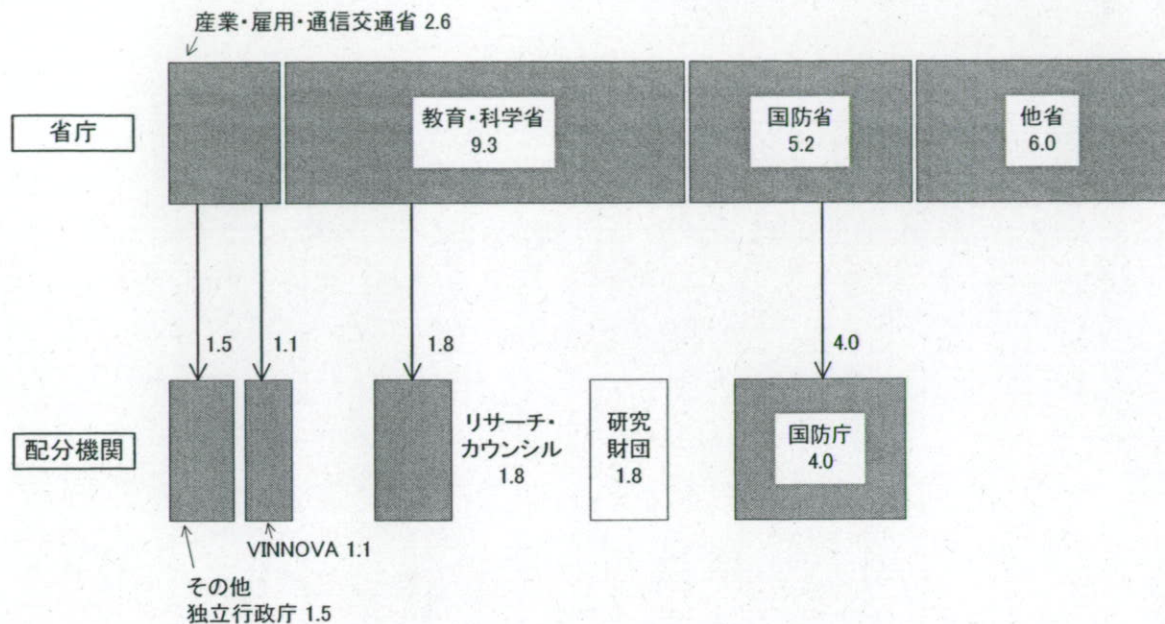 産業・雇用・通信交通省 2.6
省庁
教育・科学省
9.3
国防省
5.2
他省
6.0
1.5
1.1
1.8
4.0
配分機関
リサーチ・
カウンシル
1.8
研究
財団
1.8
国防庁
4.0
VINNOVA 1.1
その他
独立行政庁 1.5